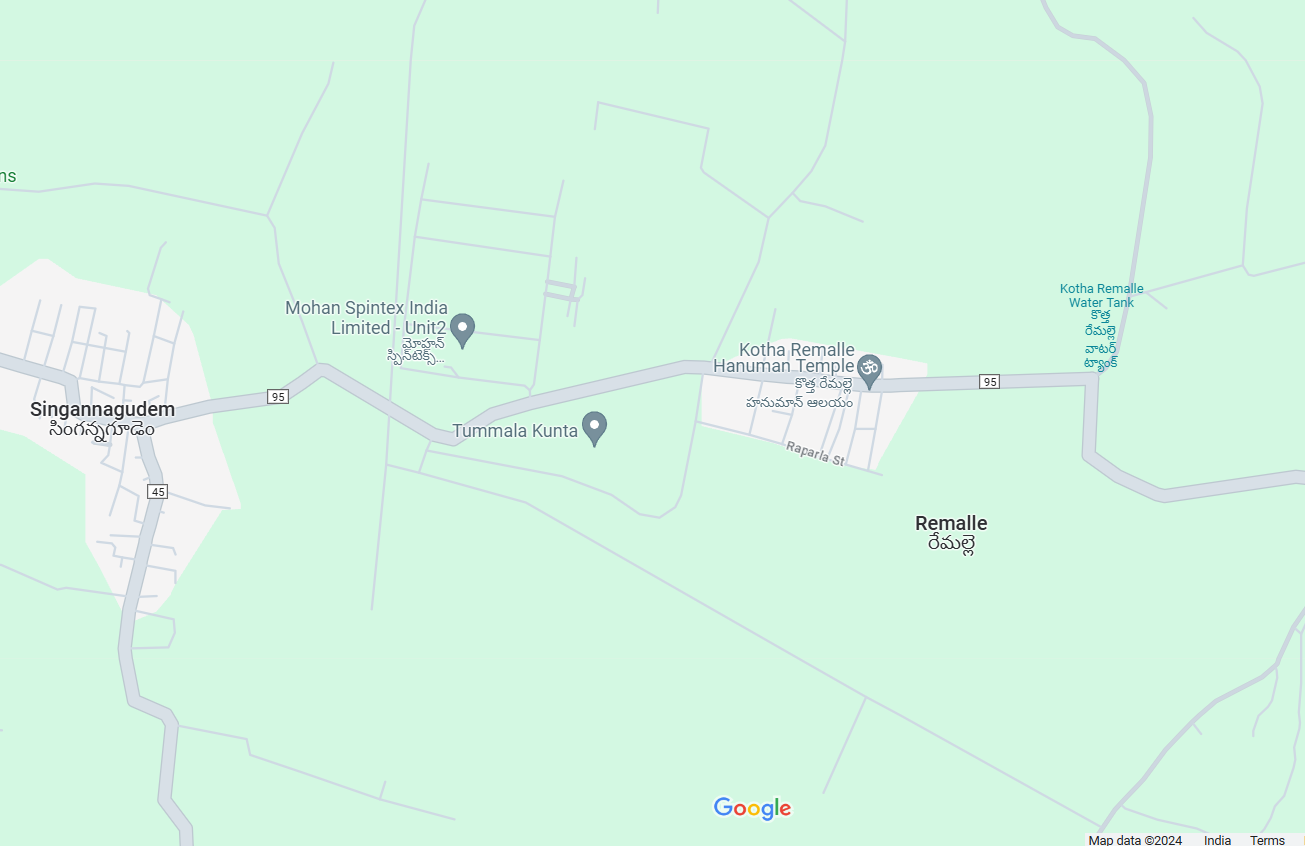 ns
Kotha Remalle
Water Tank
కొత్త
రేమల్లె
వాటర్
ట్యాంక్
Mohan Spintex India
Limited - Unit2
మోహన్
స్పిన్‌టెక్స్...
Kotha Remalle
Hanuman Temple
కొత్త రేమల్లె
హనుమాన్ ఆలయం
95
95
Singannagudem
సింగన్నగూడెం
Tummala Kunta
Raparla St
45
Remalle
రేమల్లె
Google
Map data ©2024 India Terms